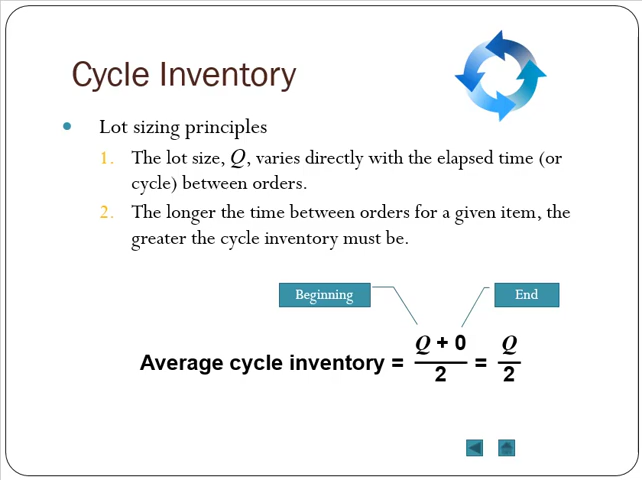 Cycle Inventory
• Lot sizing principles
1. The lot size, Q, varies directly with the elapsed time (or
cycle) between orders.
2. The longer the time between orders for a given item, the
greater the cycle inventory must be.
Beginning
End
Average cycle inventory = Q + 0 / 2 = Q / 2